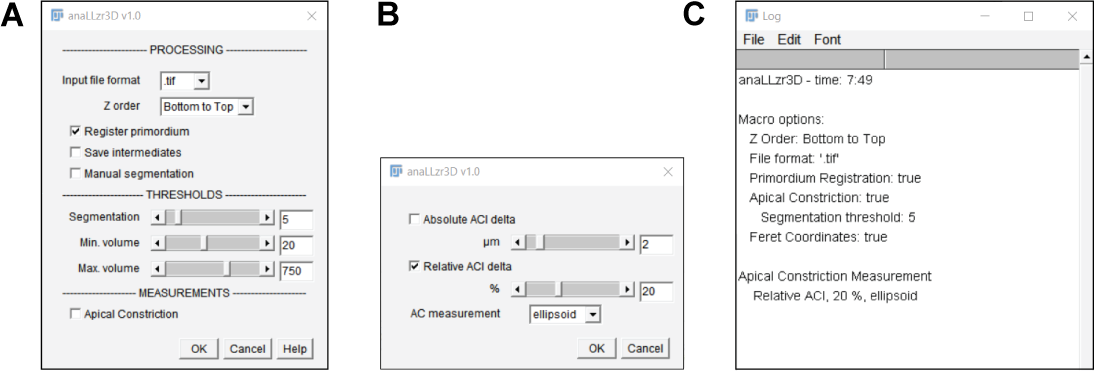 A
anaLLzr3D v1.0
PROCESSING
Input file format .tif
Z order Bottom to Top
Register primordium
Save intermediates
Manual segmentation
THRESHOLDS
Segmentation 5
Min. volume 20
Max. volume 750
MEASUREMENTS
Apical Constriction
OK Cancel Help
B
anaLLzr3D v1.0
Absolute ACI delta
µm 2
Relative ACI delta
% 20
AC measurement ellipsoid
OK Cancel
C
Log
File Edit Font
anaLLzr3D - time: 7:49
Macro options:
Z Order: Bottom to Top
File format: '.tif'
Primordium Registration: true
Apical Constriction: true
Segmentation threshold: 5
Feret Coordinates: true
Apical Constriction Measurement
Relative ACI, 20 %, ellipsoid